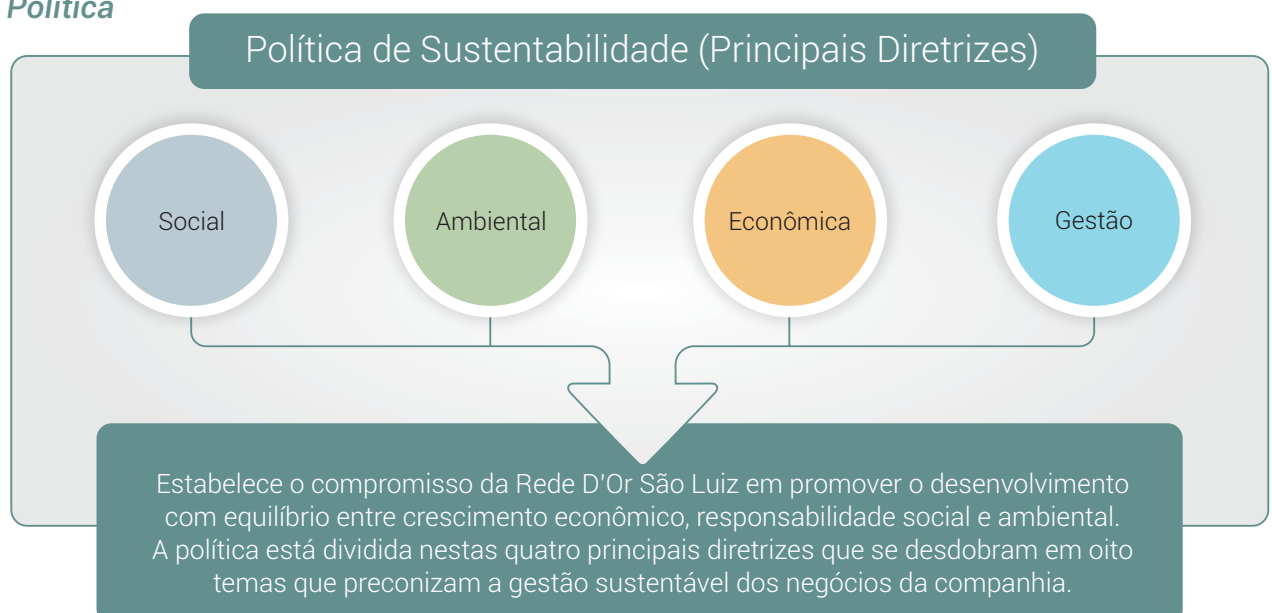 Política
Política de Sustentabilidade (Principais Diretrizes)
Social
Ambiental
Econômica
Gestão
Estabelece o compromisso da Rede D'Or São Luiz em promover o desenvolvimento
com equilíbrio entre crescimento econômico, responsabilidade social e ambiental.
A política está dividida nestas quatro principais diretrizes que se desdobram em oito
temas que preconizam a gestão sustentável dos negócios da companhia.